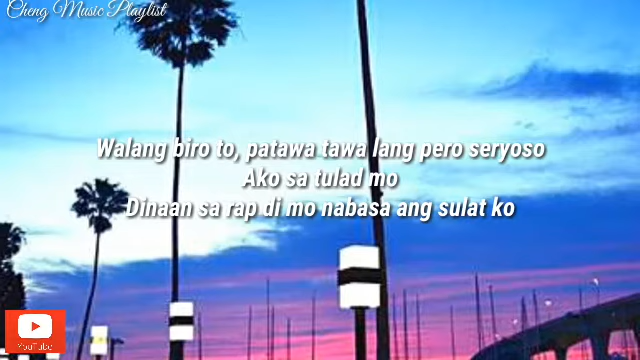 Cheng Music Playlist
Walang biro to, patawa tawa lang pero seryoso
Ako sa tulad mo
Dinaan sa rap di mo nabasa ang sulat ko
YouTube